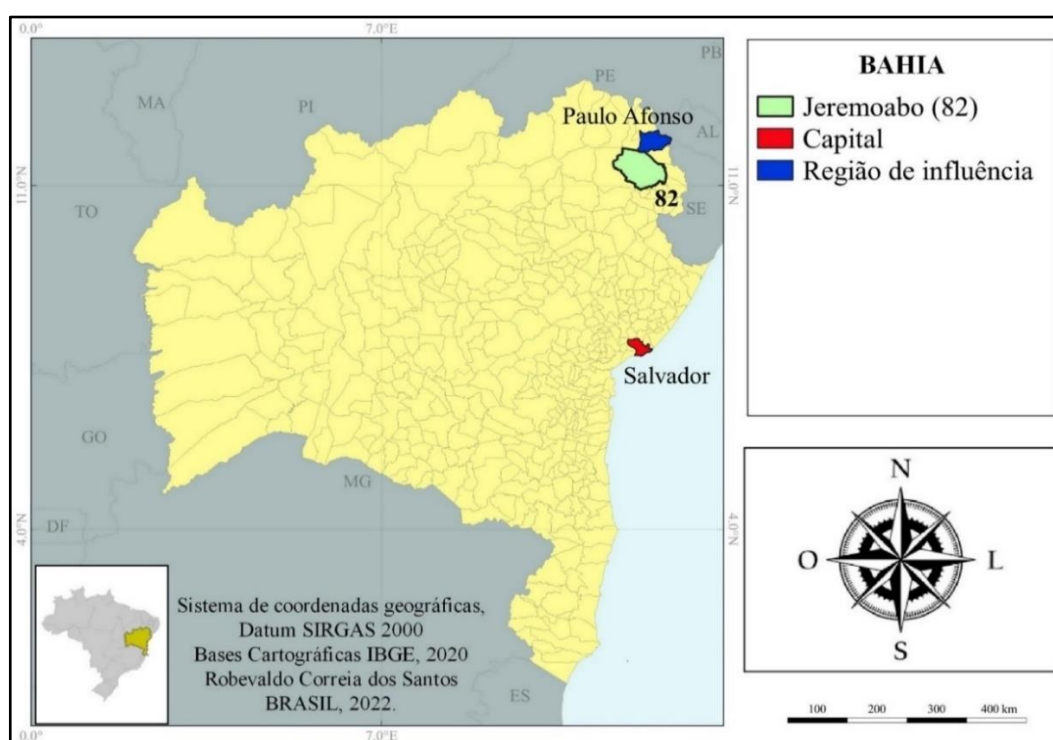 0.0°
7.0°
0.0°
PB
PE
MA
PI
Paulo Afonso
AL
11.0°N
11.0°N
82
SE
TO
Salvador
GO
MG
4.0°N
4.0°N
DF
Sistema de coordenadas geográficas,
Datum SIRGAS 2000
Bases Cartográficas IBGE, 2020
Robevaldo Correia dos Santos
BRASIL, 2022.
ES
0.0°
7.0°
BAHIA
Jeremoabo (82)
Capital
Região de influência
N
O
L
S
100 200 300 400 km